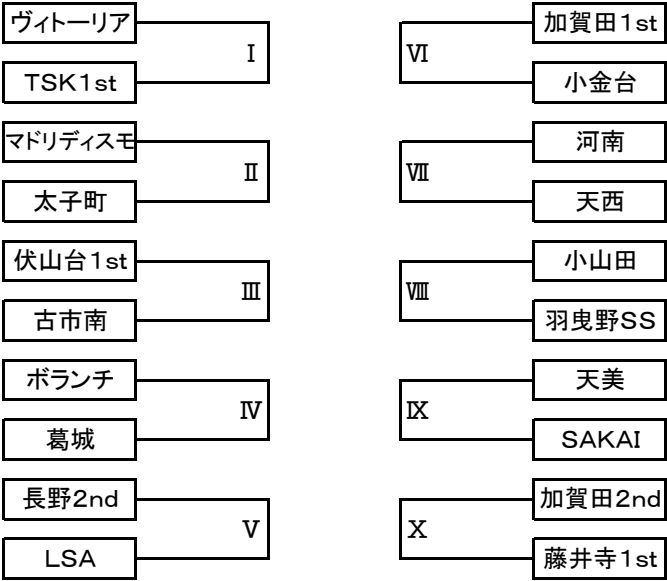 ヴィトーリア
Ⅰ
TSK1st
マドリディスモ
Ⅱ
太子町
伏山台1st
Ⅲ
古市南
ボランチ
Ⅳ
葛城
長野2nd
Ⅴ
LSA
加賀田1st
Ⅵ
小金台
河南
Ⅶ
天西
小山田
Ⅷ
羽曳野SS
天美
Ⅸ
SAKAI
加賀田2nd
Ⅹ
藤井寺1st